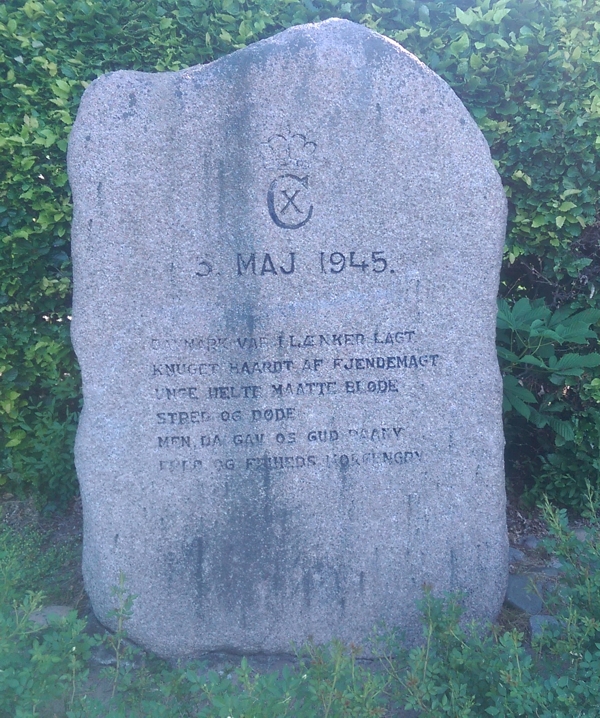 CX
5. MAJ 1945.
DANMARK VAR I LÆNKER LAGT
KNUGET HAARDT AF FJENDEMAGT
UNGE HELTE MAATTE BLØDE
STRED OG DØDE
MEN DA GAV OS GUD PAANY
FRED OG FRIHEDS MORGENGRY